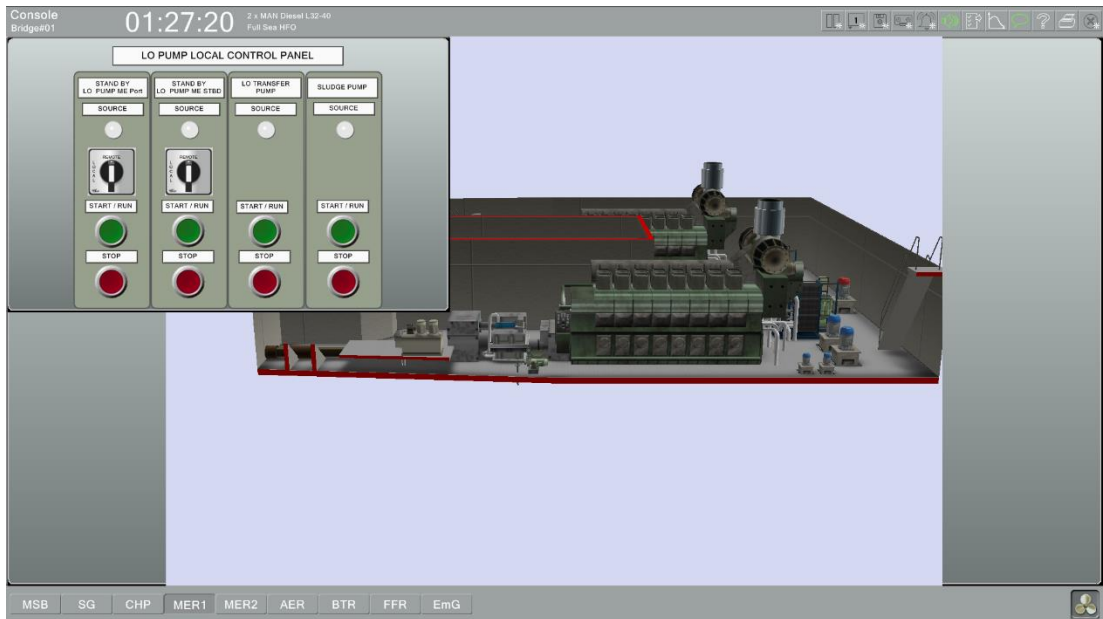 Console
Bridge#01
01:27:20
2 x MAN Diesel L32-40
Full Sea HFO
LO PUMP LOCAL CONTROL PANEL
STAND BY
LO PUMP ME Port
STAND BY
LO PUMP ME STBD
LO TRANSFER
PUMP
SLUDGE PUMP
SOURCE
SOURCE
SOURCE
SOURCE
REMOTE
LOCAL
REMOTE
LOCAL
START / RUN
START / RUN
START / RUN
START / RUN
STOP
STOP
STOP
STOP
MSB
SG
CHP
MER1
MER2
AER
BTR
FFR
EmG